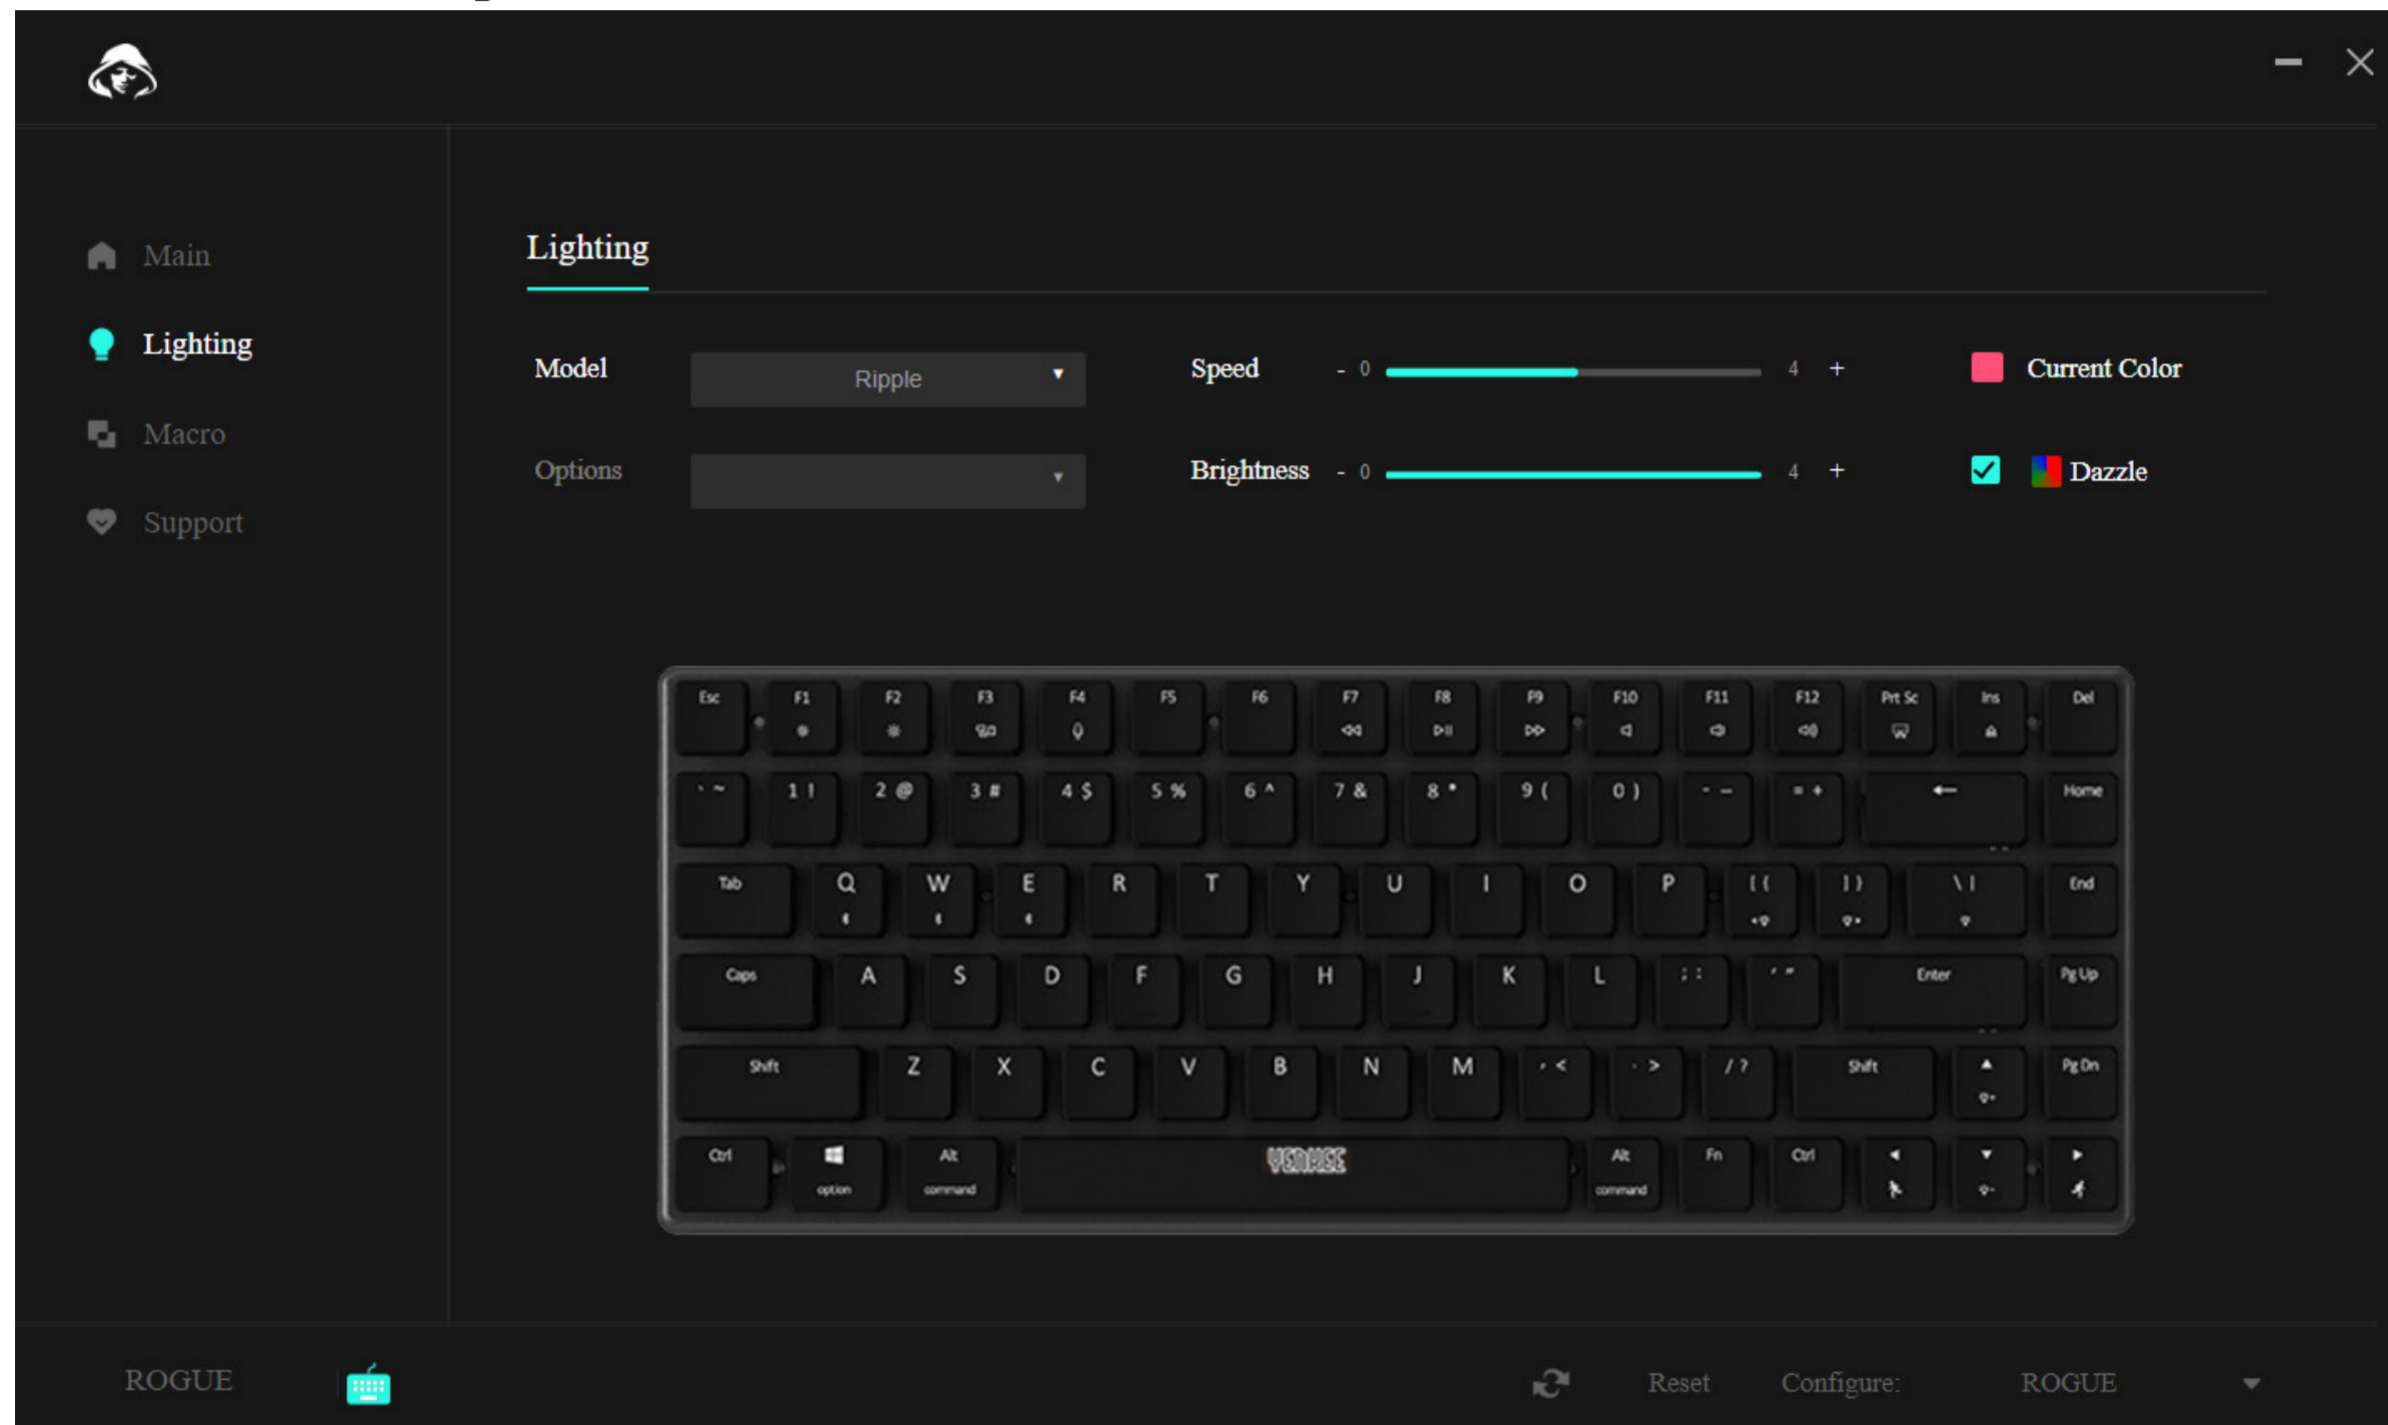 Main
Lighting
Macro
Support
Lighting
Model
Ripple
Speed
- 0
4 +
Current Color
Options
Brightness
- 0
4 +
Dazzle
Esc F1 F2 F3 F4 F5 F6 F7 F8 F9 F10 F11 F12 Prt Sc Ins Del
` ~ 1 ! 2 @ 3 # 4 $ 5 % 6 ^ 7 & 8 * 9 ( 0 ) - – = + ← Home
Tab Q W E R T Y U I O P [ { ] } \ | End
Caps A S D F G H J K L ; : ' " Enter Pg Up
Shift Z X C V B N M , < . > / ? Shift Pg Dn
Ctrl option Alt command YENKEE Alt command Fn Ctrl
ROGUE
Reset
Configure:
ROGUE